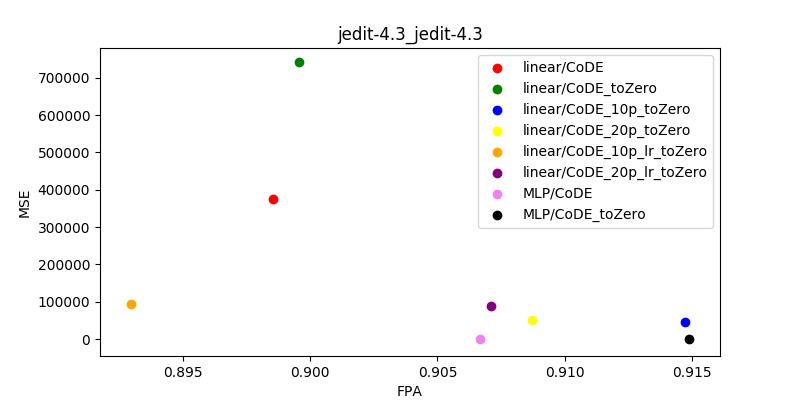 jedit-4.3_jedit-4.3
MSE
700000
600000
500000
400000
300000
200000
100000
0
linear/CoDE
linear/CoDE_toZero
linear/CoDE_10p_toZero
linear/CoDE_20p_toZero
linear/CoDE_10p_lr_toZero
linear/CoDE_20p_lr_toZero
MLP/CoDE
MLP/CoDE_toZero
0.895 0.900 0.905 0.910 0.915
FPA